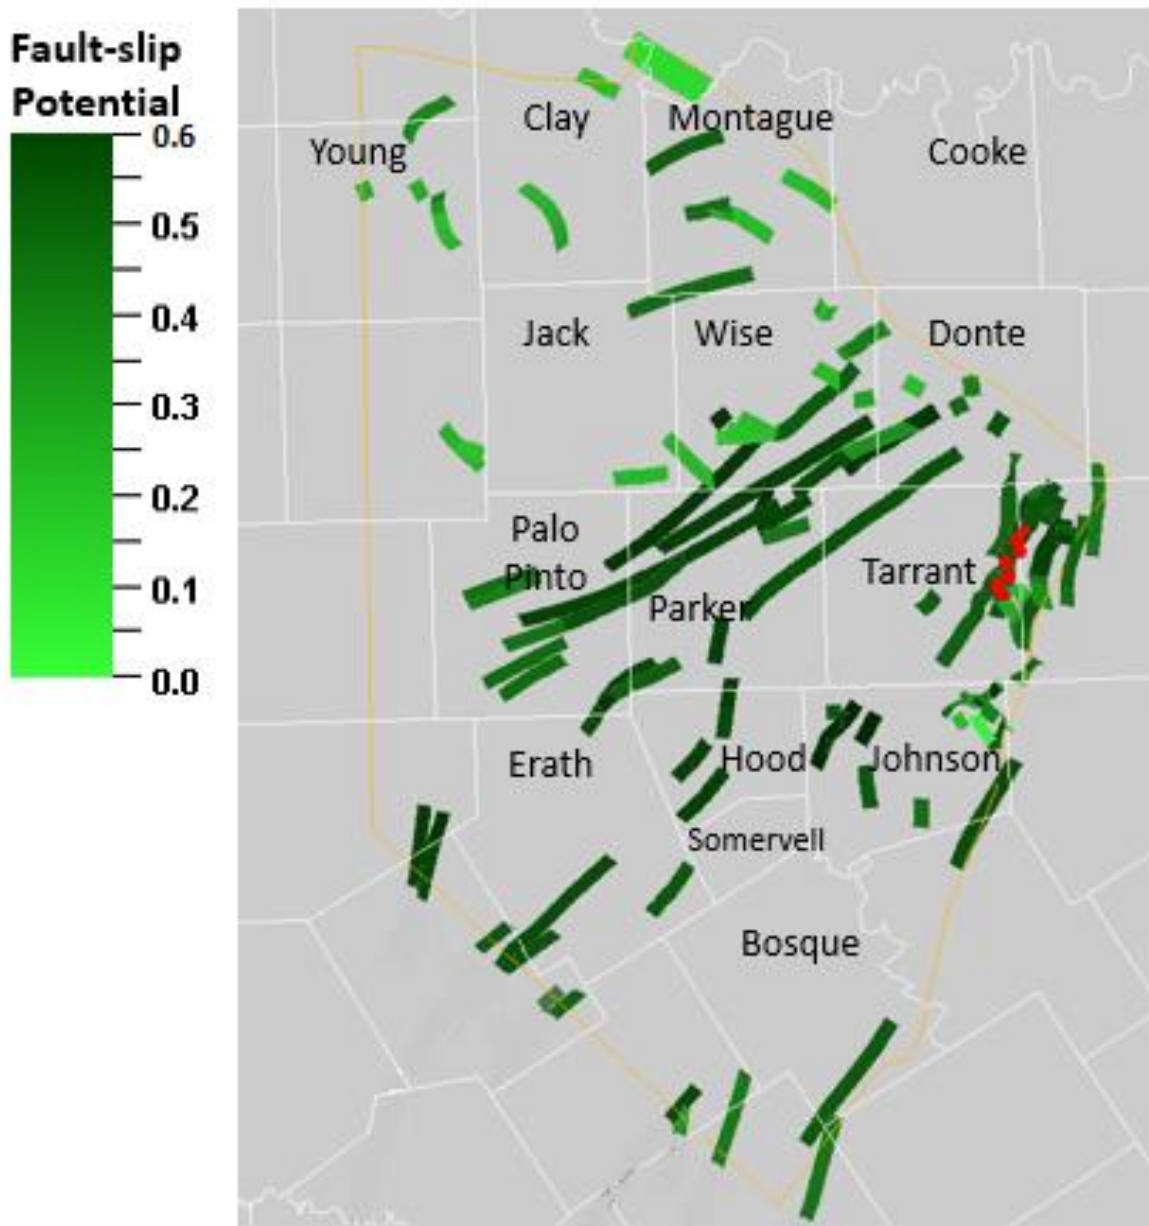 Fault-slip
Potential
0.6
0.5
0.4
0.3
0.2
0.1
0.0
Clay
Montague
Young
Cooke
Jack
Wise
Donte
Palo
Pinto
Tarrant
Parker
Erath
Hood
Johnson
Somervell
Bosque